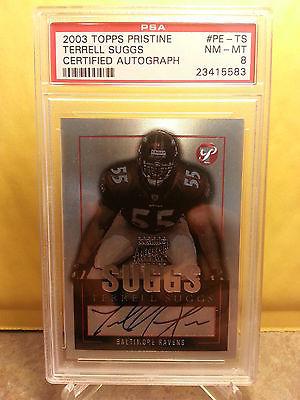 PSA
2003 TOPPS PRISTINE #PE-TS
TERRELL SUGGS NM-MT
CERTIFIED AUTOGRAPH 8
23415583
55
55
55
SUGGS
TERRELL SUGGS
BALTIMORE RAVENS